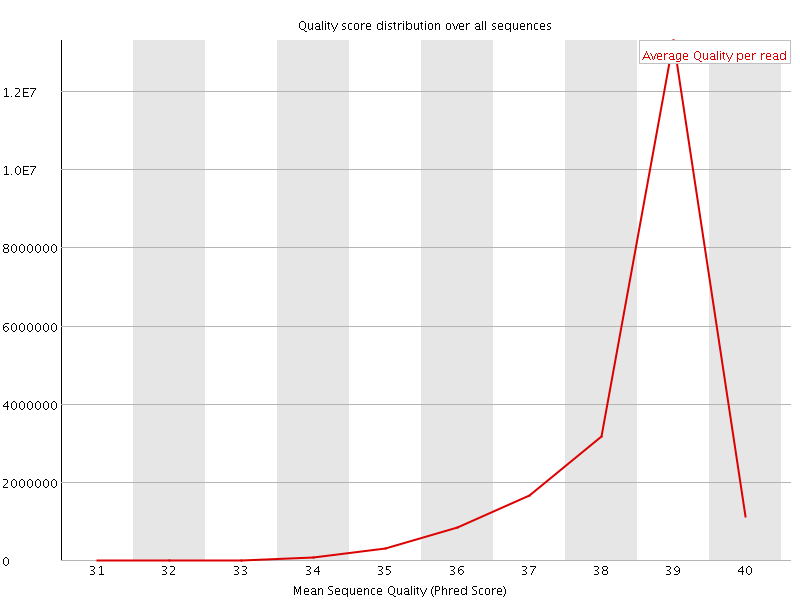 Quality score distribution over all sequences
Average Quality per read
1.2E7
1.0E7
8000000
6000000
4000000
2000000
0
31 32 33 34 35 36 37 38 39 40
Mean Sequence Quality (Phred Score)